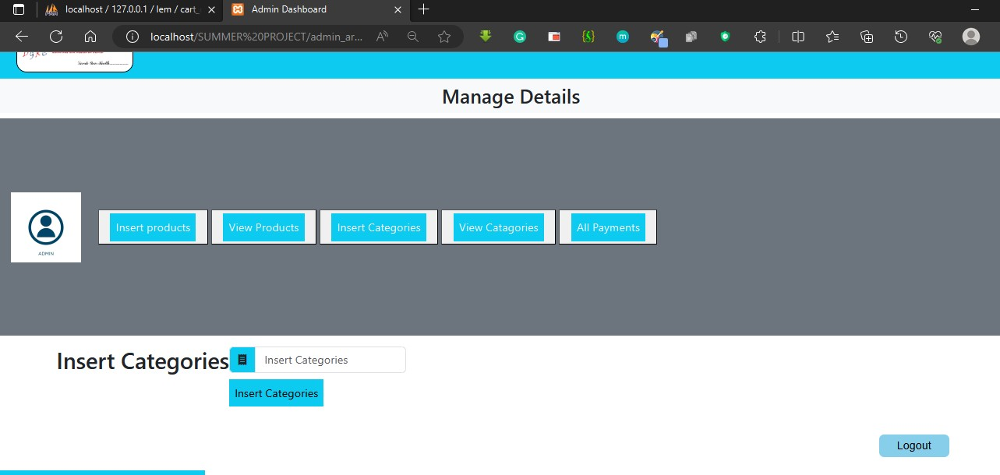 localhost / 127.0.0.1 / lem / cart_
Admin Dashboard
localhost/SUMMER%20PROJECT/admin_ar...
Manage Details
ADMIN
Insert products
View Products
Insert Categories
View Catagories
All Payments
Insert Categories
Insert Categories
Insert Categories
Logout